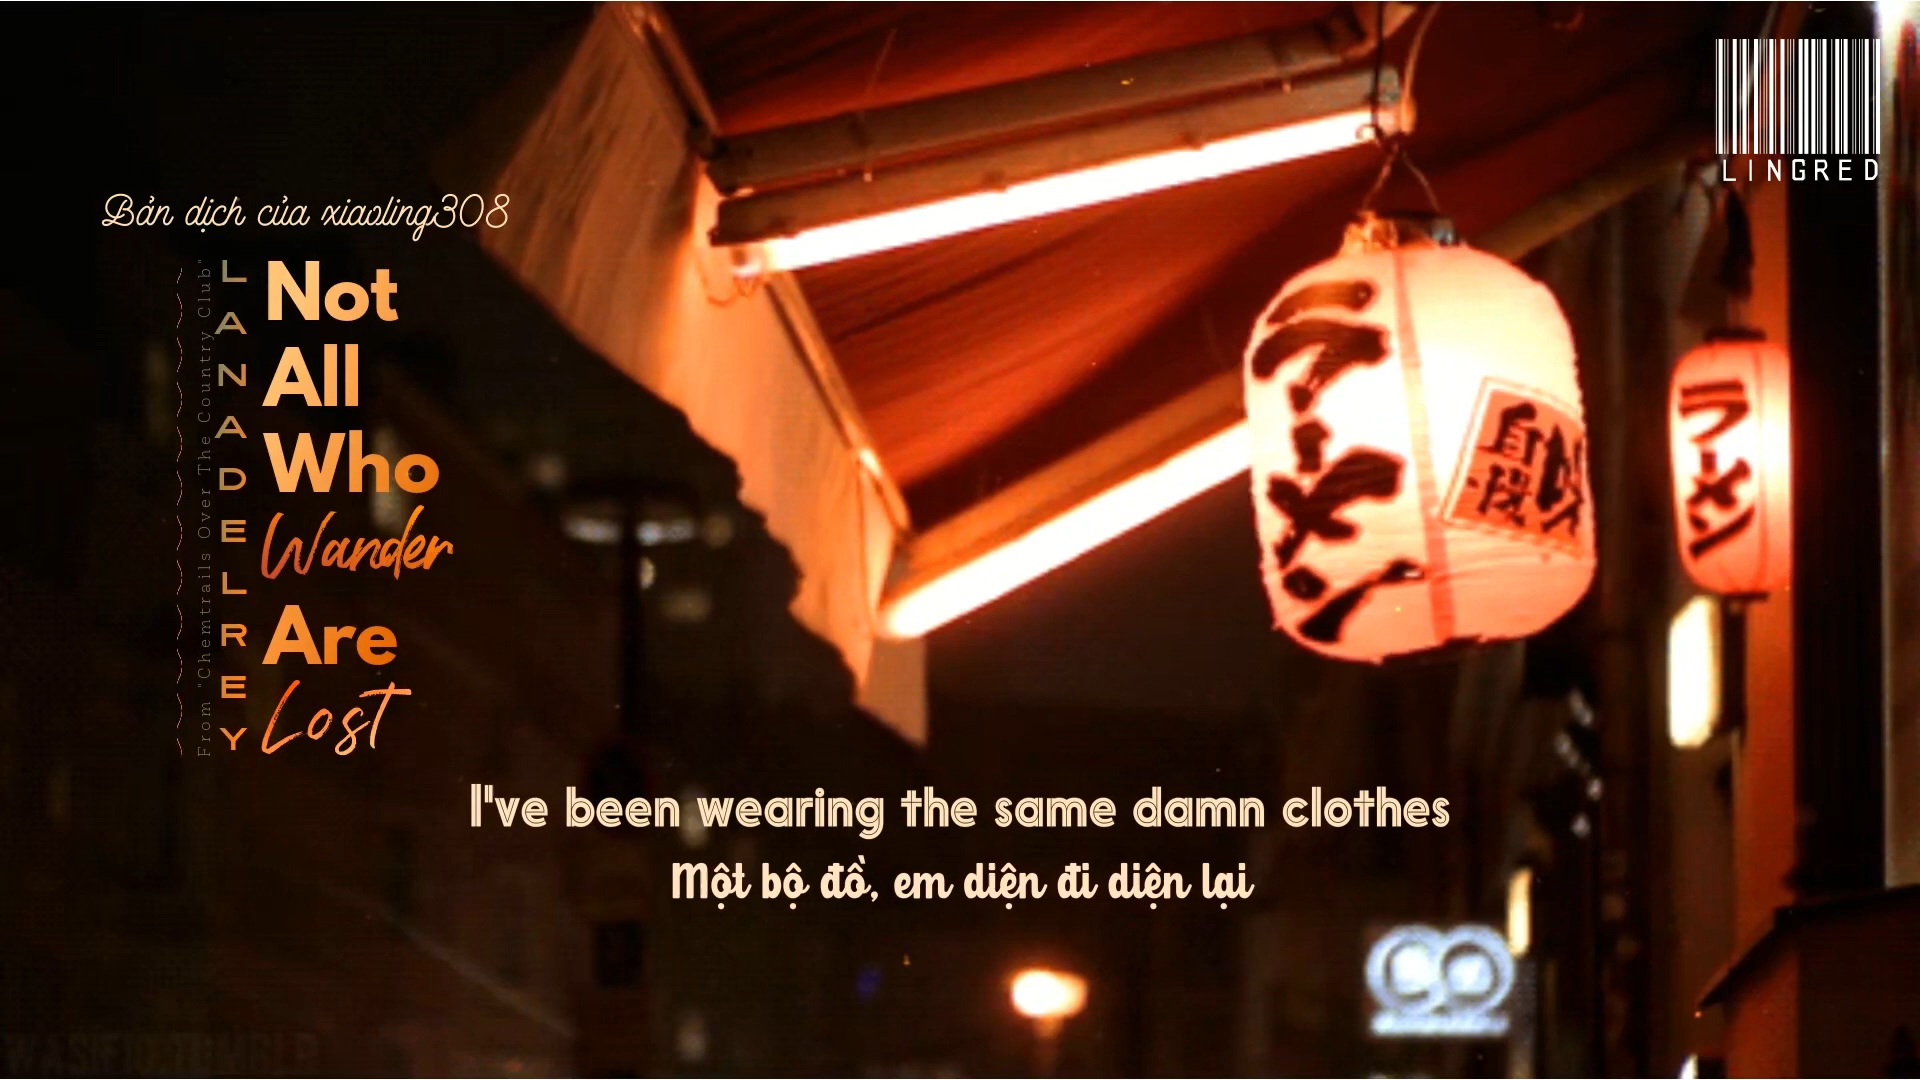 LINGRED
Bản dịch của xiaoling308
From "Chemtrails Over The Country Club"
LANA DEL REY
Not
All
Who
Wander
Are
Lost
ラーメン
ラーメン
I've been wearing the same damn clothes
Một bộ đồ, em diện đi diện lại